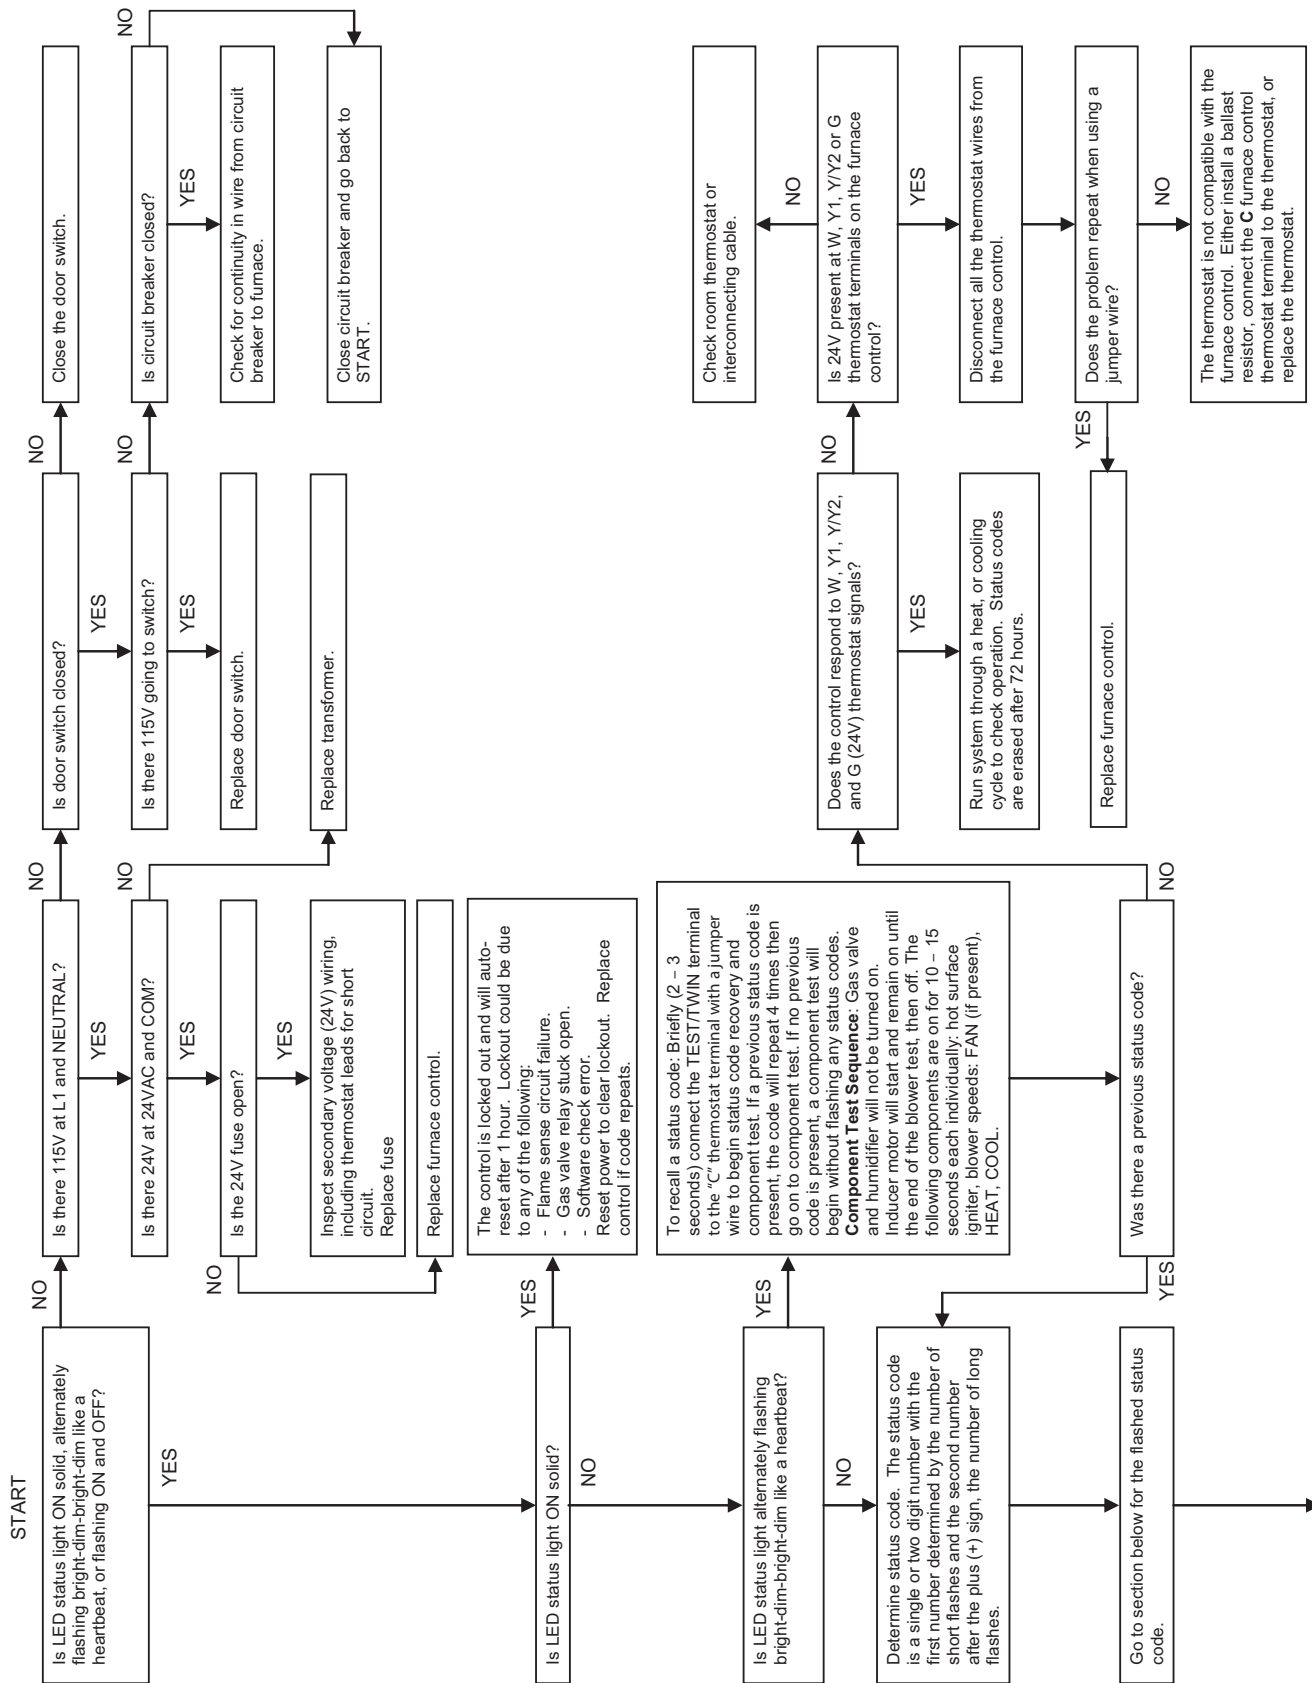 START
Is LED status light ON solid, alternately
flashing bright-dim-bright-dim like a
heartbeat, or flashing ON and OFF?
NO
YES
Is there 115V at L1 and NEUTRAL?
NO
YES
Is door switch closed?
NO
YES
Close the door switch.
Is there 24V at 24VAC and COM?
NO
YES
Is there 115V going to switch?
NO
YES
Is circuit breaker closed?
NO
YES
Is the 24V fuse open?
NO
YES
Replace door switch.
Check for continuity in wire from circuit
breaker to furnace.
Inspect secondary voltage (24V) wiring,
including thermostat leads for short
circuit.
Replace fuse
Replace transformer.
Close circuit breaker and go back to
START.
Replace furnace control.
Is LED status light ON solid?
YES
NO
The control is locked out and will auto-
reset after 1 hour. Lockout could be due
to any of the following:
- Flame sense circuit failure.
- Gas valve relay stuck open.
- Software check error.
Reset power to clear lockout. Replace
control if code repeats.
Is LED status light alternately flashing
bright-dim-bright-dim like a heartbeat?
YES
NO
To recall a status code: Briefly (2 – 3
seconds) connect the TEST/TWIN terminal
to the “C” thermostat terminal with a jumper
wire to begin status code recovery and
component test. If a previous status code is
present, the code will repeat 4 times then
go on to component test. If no previous
code is present, a component test will
begin without flashing any status codes.
Component Test Sequence: Gas valve
and humidifier will not be turned on.
Inducer motor will start and remain on until
the end of the blower test, then off. The
following components are on for 10 – 15
seconds each individually: hot surface
igniter, blower speeds: FAN (if present),
HEAT, COOL.
Determine status code. The status code
is a single or two digit number with the
first number determined by the number of
short flashes and the second number
after the plus (+) sign, the number of long
flashes.
Go to section below for the flashed status
code.
Was there a previous status code?
YES
NO
Does the control respond to W, Y1, Y/Y2,
and G (24V) thermostat signals?
NO
YES
Run system through a heat, or cooling
cycle to check operation. Status codes
are erased after 72 hours.
Check room thermostat or
interconnecting cable.
NO
Is 24V present at W, Y1, Y/Y2 or G
thermostat terminals on the furnace
control?
YES
Disconnect all the thermostat wires from
the furnace control.
Does the problem repeat when using a
jumper wire?
YES
NO
Replace furnace control.
The thermostat is not compatible with the
furnace control. Either install a ballast
resistor, connect the C furnace control
thermostat terminal to the thermostat, or
replace the thermostat.